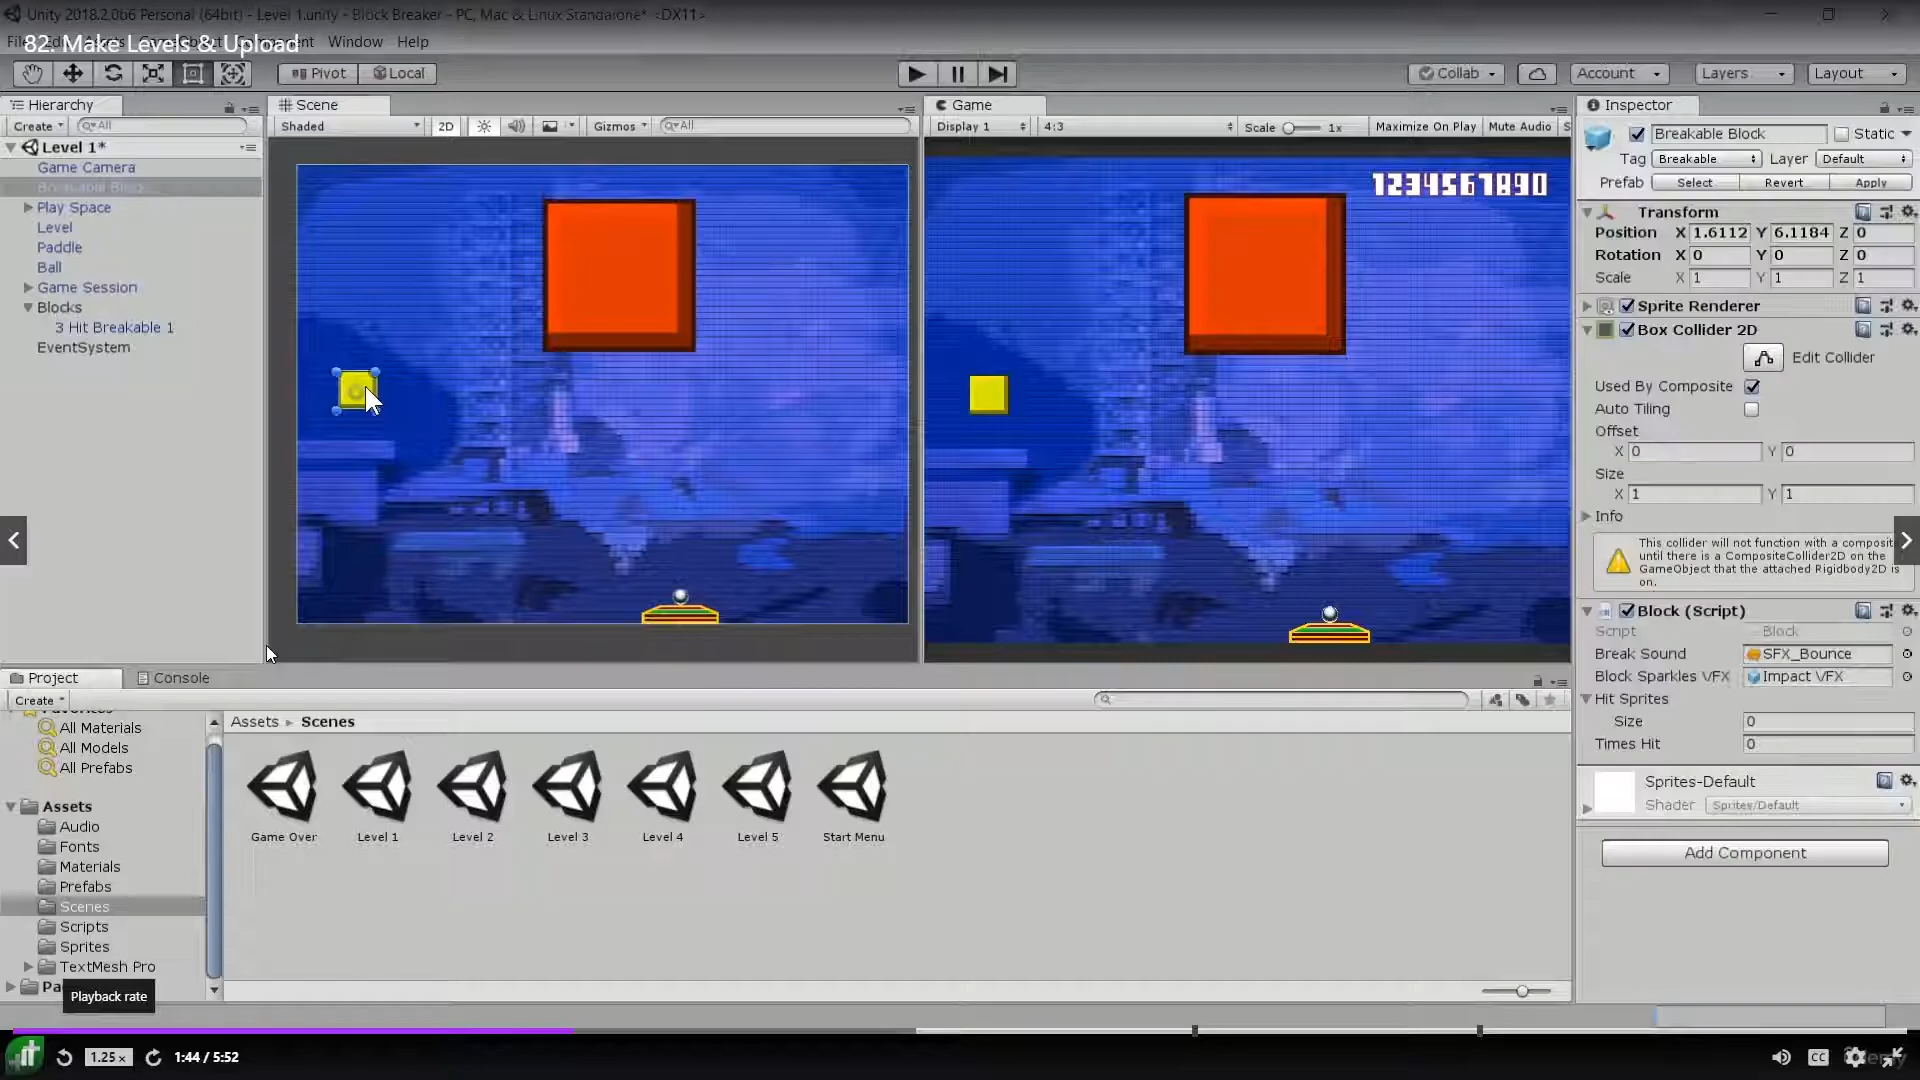 Unity 2018.2.0b6 Personal (64bit) - Level 1.unity - Block Breaker - PC, Mac & Linux Standalone* <DX11>
82. Make Levels & Upload
Window Help
Pivot Local
Collab Account Layers Layout
Hierarchy
Create All
Level 1*
Game Camera
Play Space
Level
Paddle
Ball
Game Session
Blocks
3 Hit Breakable 1
EventSystem
Scene
Shaded 2D Gizmos All
Game
Display 1 4:3 Scale 1x Maximize On Play Mute Audio S
1234567890
Inspector
Breakable Block Static
Tag Breakable Layer Default
Prefab Select Revert Apply
Transform
Position X 1.6112 Y 6.1184 Z 0
Rotation X 0 Y 0 Z 0
Scale X 1 Y 1 Z 1
Sprite Renderer
Box Collider 2D
Edit Collider
Used By Composite
Auto Tiling
Offset
X 0 Y 0
Size
X 1 Y 1
Info
This collider will not function with a composit
until there is a CompositeCollider2D on the
GameObject that the attached Rigidbody2D is
on.
Block (Script)
Script Block
Break Sound SFX_Bounce
Block Sparkles VFX Impact VFX
Hit Sprites
Size 0
Times Hit 0
Sprites-Default
Shader Sprites/Default
Add Component
Project Console
Create
Favorites
All Materials
All Models
All Prefabs
Assets
Audio
Fonts
Materials
Prefabs
Scenes
Scripts
Sprites
TextMesh Pro
Pa
Playback rate
Assets Scenes
Game Over Level 1 Level 2 Level 3 Level 4 Level 5 Start Menu
1.25x 1:44 / 5:52
CC